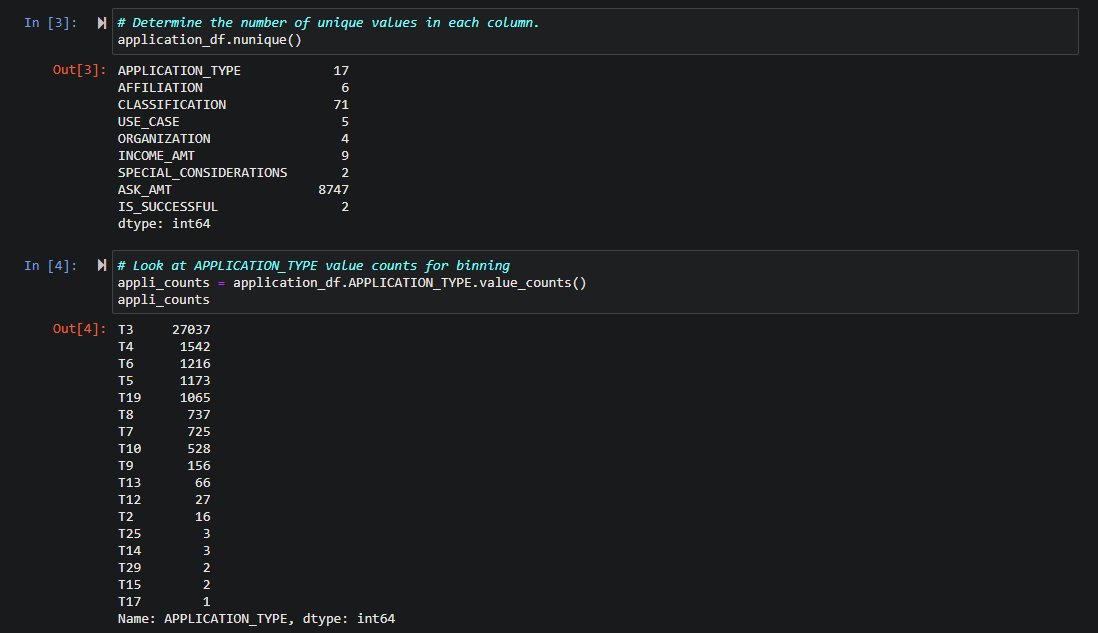 In [3]: # Determine the number of unique values in each column.
application_df.nunique()
Out[3]: APPLICATION_TYPE 17
AFFILIATION 6
CLASSIFICATION 71
USE_CASE 5
ORGANIZATION 4
INCOME_AMT 9
SPECIAL_CONSIDERATIONS 2
ASK_AMT 8747
IS_SUCCESSFUL 2
dtype: int64
In [4]: # Look at APPLICATION_TYPE value counts for binning
appli_counts = application_df.APPLICATION_TYPE.value_counts()
appli_counts
Out[4]: T3 27037
T4 1542
T6 1216
T5 1173
T19 1065
T8 737
T7 725
T10 528
T9 156
T13 66
T12 27
T2 16
T25 3
T14 3
T29 2
T15 2
T17 1
Name: APPLICATION_TYPE, dtype: int64